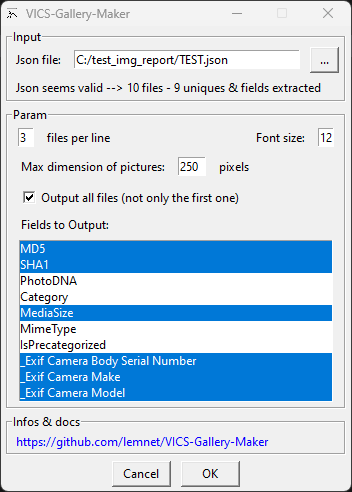 VICS-Gallery-Maker
Input
Json file: C:/test_img_report/TEST.json ...
Json seems valid --> 10 files - 9 uniques & fields extracted
Param
3 files per line Font size: 12
Max dimension of pictures: 250 pixels
Output all files (not only the first one)
Fields to Output:
MD5
SHA1
PhotoDNA
Category
MediaSize
MimeType
IsPrecategorized
_Exif Camera Body Serial Number
_Exif Camera Make
_Exif Camera Model
Infos & docs
https://github.com/lemnet/VICS-Gallery-Maker
Cancel OK